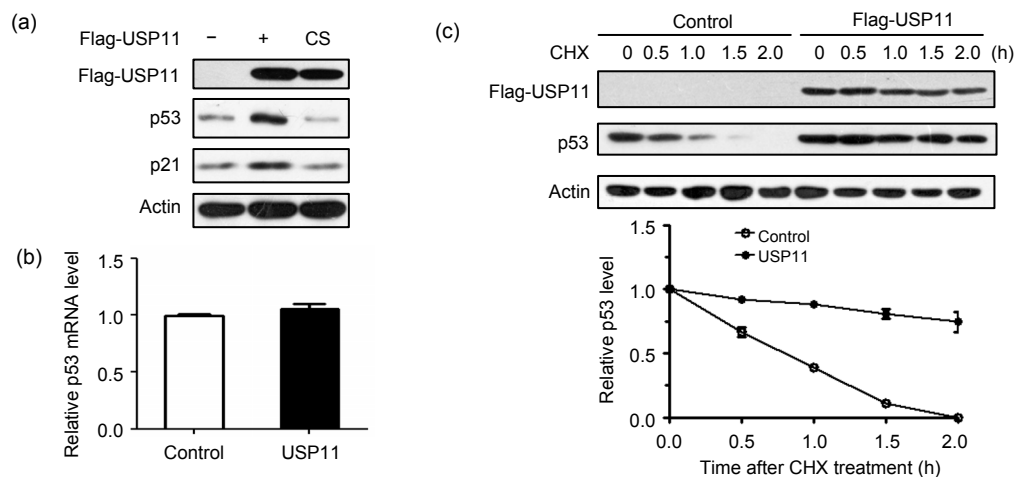 (a)
Flag-USP11 – + CS
Flag-USP11
p53
p21
Actin
(b)
Relative p53 mRNA level
1.5
1.0
0.5
0.0
Control USP11
(c)
Control Flag-USP11
CHX 0 0.5 1.0 1.5 2.0 0 0.5 1.0 1.5 2.0 (h)
Flag-USP11
p53
Actin
Relative p53 level
1.5
1.0
0.5
0.0
Control
USP11
0.0 0.5 1.0 1.5 2.0
Time after CHX treatment (h)